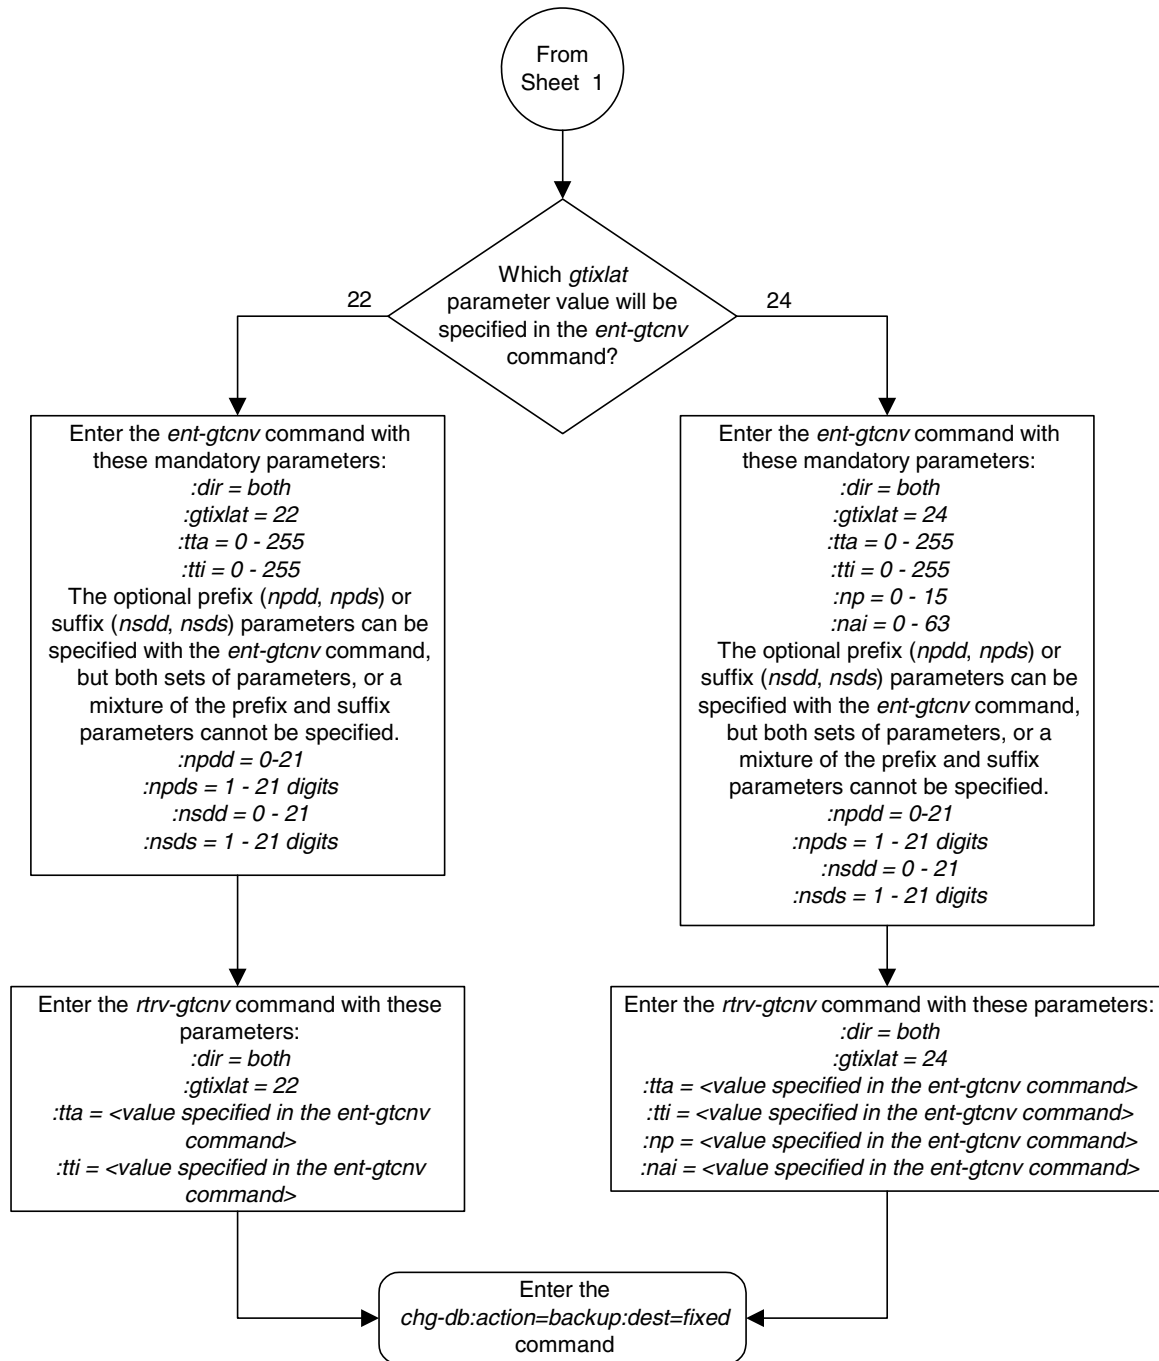 From
Sheet 1
Which gtixlat
parameter value will be
specified in the ent-gtcnv
command?
22
24
Enter the ent-gtcnv command with
these mandatory parameters:
:dir = both
:gtixlat = 22
:tta = 0 - 255
:tti = 0 - 255
The optional prefix (npdd, npds) or
suffix (nsdd, nsds) parameters can be
specified with the ent-gtcnv command,
but both sets of parameters, or a
mixture of the prefix and suffix
parameters cannot be specified.
:npdd = 0-21
:npds = 1 - 21 digits
:nsdd = 0 - 21
:nsds = 1 - 21 digits
Enter the ent-gtcnv command with
these mandatory parameters:
:dir = both
:gtixlat = 24
:tta = 0 - 255
:tti = 0 - 255
:np = 0 - 15
:nai = 0 - 63
The optional prefix (npdd, npds) or
suffix (nsdd, nsds) parameters can be
specified with the ent-gtcnv command,
but both sets of parameters, or a
mixture of the prefix and suffix
parameters cannot be specified.
:npdd = 0-21
:npds = 1 - 21 digits
:nsdd = 0 - 21
:nsds = 1 - 21 digits
Enter the rtrv-gtcnv command with these
parameters:
:dir = both
:gtixlat = 22
:tta = <value specified in the ent-gtcnv
command>
:tti = <value specified in the ent-gtcnv
command>
Enter the rtrv-gtcnv command with these parameters:
:dir = both
:gtixlat = 24
:tta = <value specified in the ent-gtcnv command>
:tti = <value specified in the ent-gtcnv command>
:np = <value specified in the ent-gtcnv command>
:nai = <value specified in the ent-gtcnv command>
Enter the
chg-db:action=backup:dest=fixed
command